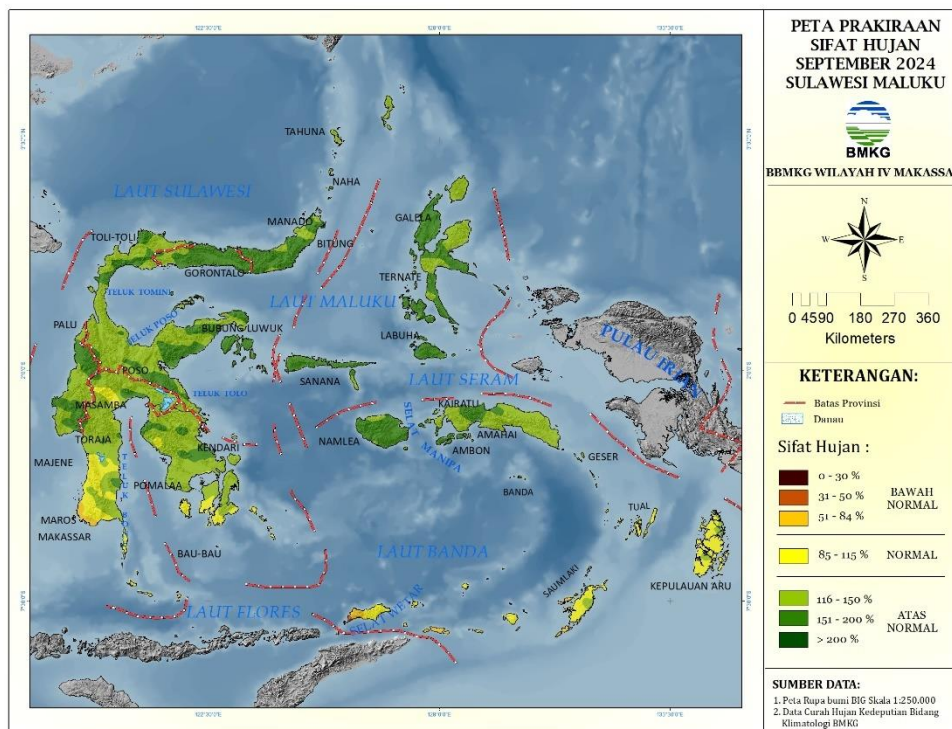 PETA PRAKIRAAN
SIFAT HUJAN
SEPTEMBER 2024
SULAWESI MALUKU
BMKG
BBMKG WILAYAH IV MAKASSA
N
W E
S
0 4590 180 270 360
Kilometers
KETERANGAN:
Batas Provinsi
Danau
Sifat Hujan :
0 - 30 %
31 - 50 %
51 - 84 %
BAWAH
NORMAL
85 - 115 %
NORMAL
116 - 150 %
151 - 200 %
> 200 %
ATAS
NORMAL
SUMBER DATA:
1. Peta Rupa bumi BIG Skala 1:250.000
2. Data Curah Hujan Kedeputian Bidang
Klimatologi BMKG
TAHUNA
NAHA
LAUT SULAWESI
MANADO
BITUNG
GALELA
TOLI-TOLI
GORONTALO
TERNATE
TELUK TOMINI
LAUT MALUKU
PALU
TELUK POSO
BUBUNG LUWUK
LABUHA
PULAU IRIAN
POSO
SANANA
LAUT SERAM
TELUK TOLO
MASAMBA
SELAT MANIPA
KAIRATU
TORAJA
NAMLEA
AMAHAI
KENDARI
AMBON
MAJENE
GESER
POMALAA
BANDA
MAROS
TUAL
MAKASSAR
BAU-BAU
LAUT BANDA
SAUMLAKI
KEPULAUAN ARU
LAUT FLORES
SELAT WETAR